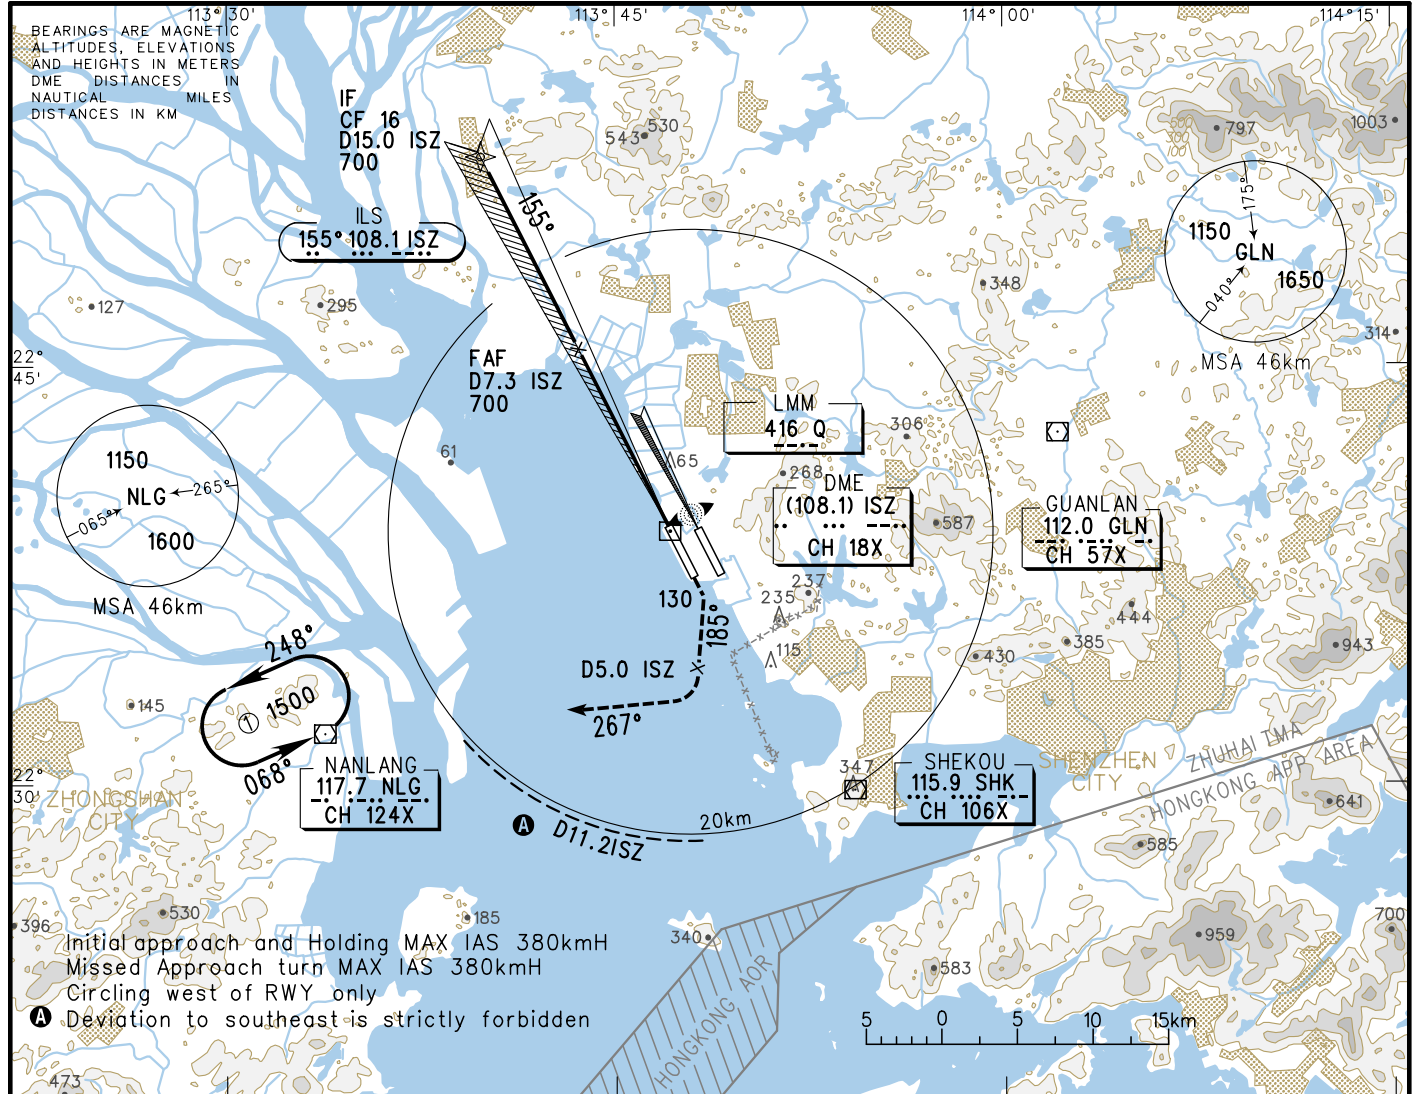 113°30'
113°45'
114°00'
114°15'
BEARINGS ARE MAGNETIC
ALTITUDES, ELEVATIONS
AND HEIGHTS IN METERS
DME DISTANCES IN
NAUTICAL MILES
DISTANCES IN KM
IF
CF 16
D15.0 ISZ
700
543
530
500
300
100
797
1003
155°
ILS
155° 108.1 ISZ
175°
1150
GLN
1650
040°
MSA 46km
127
295
348
314
22°
45'
FAF
D7.3 ISZ
700
LMM
416 Q
306
61
65
268
1150
NLG
265°
065°
1600
MSA 46km
DME
(108.1) ISZ
CH 18X
587
GUANLAN
112.0 GLN
CH 57X
237
235
130
185°
444
385
943
115
430
D5.0 ISZ
248°
1500
1
068°
145
267°
NANLANG
117.7 NLG
CH 124X
347
SHEKOU
115.9 SHK
CH 106X
SHENZHEN
CITY
ZHUHAI TMA
HONGKONG APP AREA
22°
30'
ZHONGSHAN
CITY
641
A
D11.2ISZ
20km
585
530
396
185
340
959
700
583
HONGKONG AOR
Initial approach and Holding MAX IAS 380kmH
Missed Approach turn MAX IAS 380kmH
Circling west of RWY only
A Deviation to southeast is strictly forbidden
5 0 5 10 15km
473